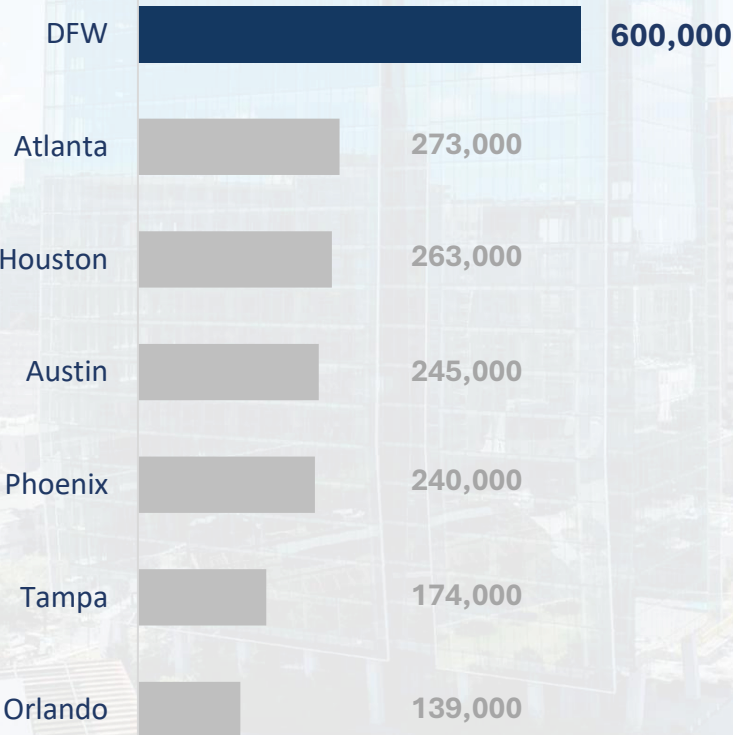 DFW 600,000
Atlanta 273,000
Houston 263,000
Austin 245,000
Phoenix 240,000
Tampa 174,000
Orlando 139,000